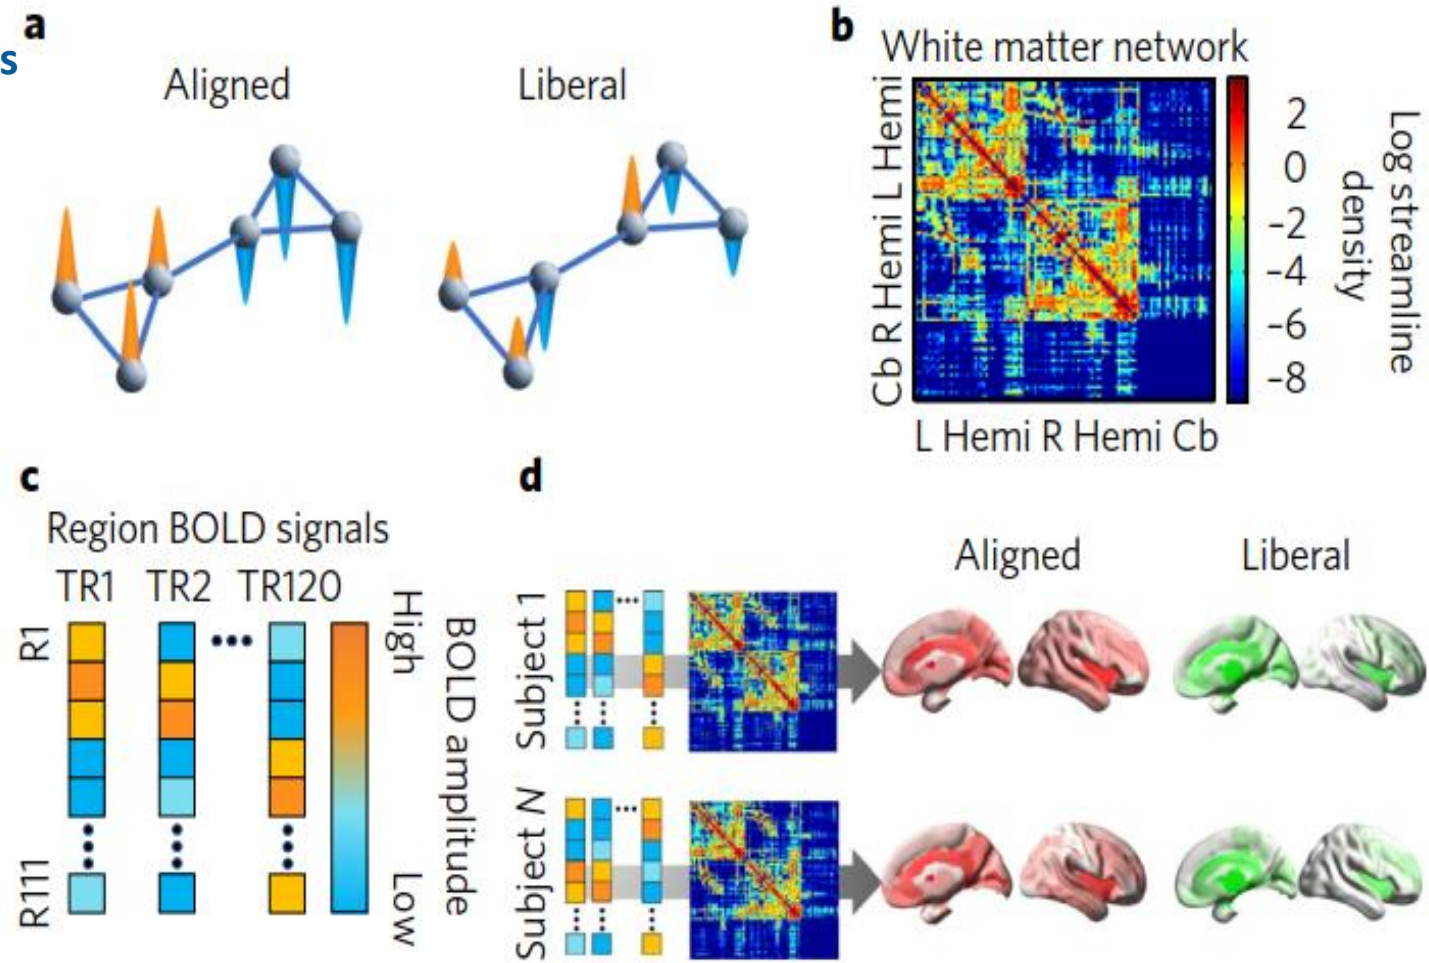 s
a
Aligned
Liberal
b
White matter network
Cb R Hemi L Hemi
L Hemi R Hemi Cb
2
0
−2
−4
−6
−8
Log streamline
density
c
Region BOLD signals
TR1 TR2 TR120
R1
R111
High
Low
BOLD amplitude
d
Aligned
Liberal
Subject 1
Subject N